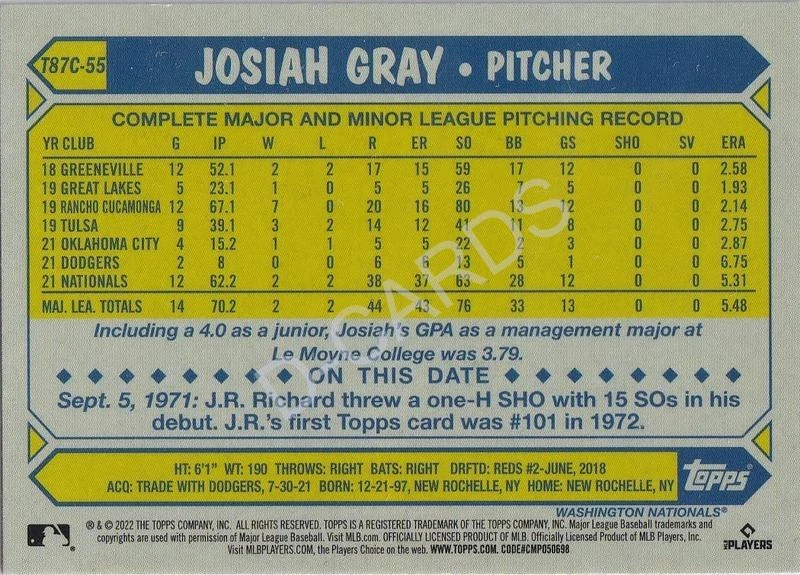 T87C-55
JOSIAH GRAY • PITCHER
COMPLETE MAJOR AND MINOR LEAGUE PITCHING RECORD
YR CLUB G IP W L R ER SO BB GS SHO SV ERA
18 GREENEVILLE 12 52.1 2 2 17 15 59 17 12 0 0 2.58
19 GREAT LAKES 5 23.1 1 0 5 5 26 7 5 0 0 1.93
19 RANCHO CUCAMONGA 12 67.1 7 0 20 16 80 13 12 0 0 2.14
19 TULSA 9 39.1 3 2 14 12 41 11 8 0 0 2.75
21 OKLAHOMA CITY 4 15.2 1 1 5 5 22 2 3 0 0 2.87
21 DODGERS 2 8 0 0 6 6 13 5 1 0 0 6.75
21 NATIONALS 12 62.2 2 2 38 37 63 28 12 0 0 5.31
MAJ. LEA. TOTALS 14 70.2 2 2 44 43 76 33 13 0 0 5.48
Including a 4.0 as a junior, Josiah's GPA as a management major at
Le Moyne College was 3.79.
ON THIS DATE
Sept. 5, 1971: J.R. Richard threw a one-H SHO with 15 SOs in his
debut. J.R.'s first Topps card was #101 in 1972.
HT: 6'1" WT: 190 THROWS: RIGHT BATS: RIGHT DRFTD: REDS #2-JUNE, 2018
ACQ: TRADE WITH DODGERS, 7-30-21 BORN: 12-21-97, NEW ROCHELLE, NY HOME: NEW ROCHELLE, NY
Topps
WASHINGTON NATIONALS®
® & © 2022 THE TOPPS COMPANY, INC. ALL RIGHTS RESERVED. TOPPS IS A REGISTERED TRADEMARK OF THE TOPPS COMPANY, INC. Major League Baseball trademarks and
copyrights are used with permission of Major League Baseball. Visit MLB.com. OFFICIALLY LICENSED PRODUCT OF MLB PLAYERS, INC. Officially Licensed Product of MLB Players, Inc.
Visit MLBPLAYERS.com, the Players Choice on the web. WWW.TOPPS.COM. CODE#CMP050698
MLB PLAYERS
D-CARDS